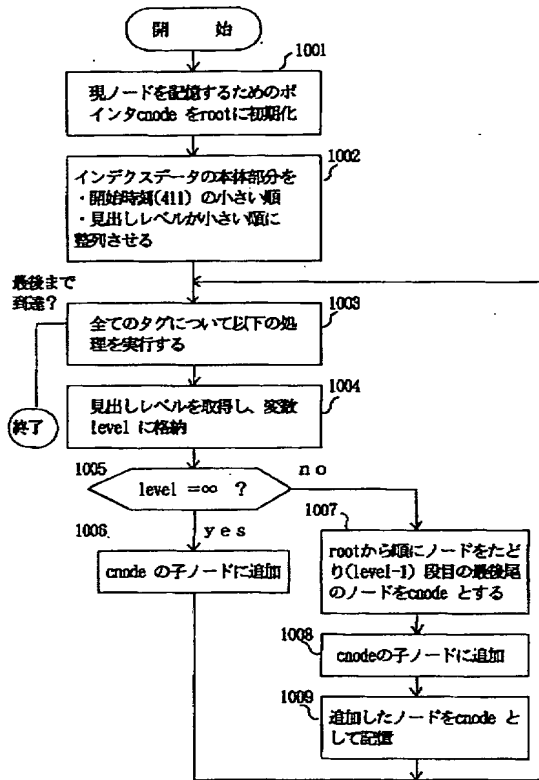 開　始
1001
現ノードを記憶するためのポ
インタcnode をrootに初期化
1002
インデクスデータの本体部分を
・開始時刻(411) の小さい順
・見出しレベルが小さい順に
整列させる
最後まで
到達?
1003
全てのタグについて以下の処
理を実行する
終了
1004
見出しレベルを取得し、変数
level に格納
1005
level =∞ ?
no
yes
1006
cnode の子ノードに追加
1007
rootから順にノードをたど
り(level-1) 段目の最後尾
のノードをcnode とする
1008
cnodeの子ノードに追加
1009
追加したノードをcnode と
して記憶